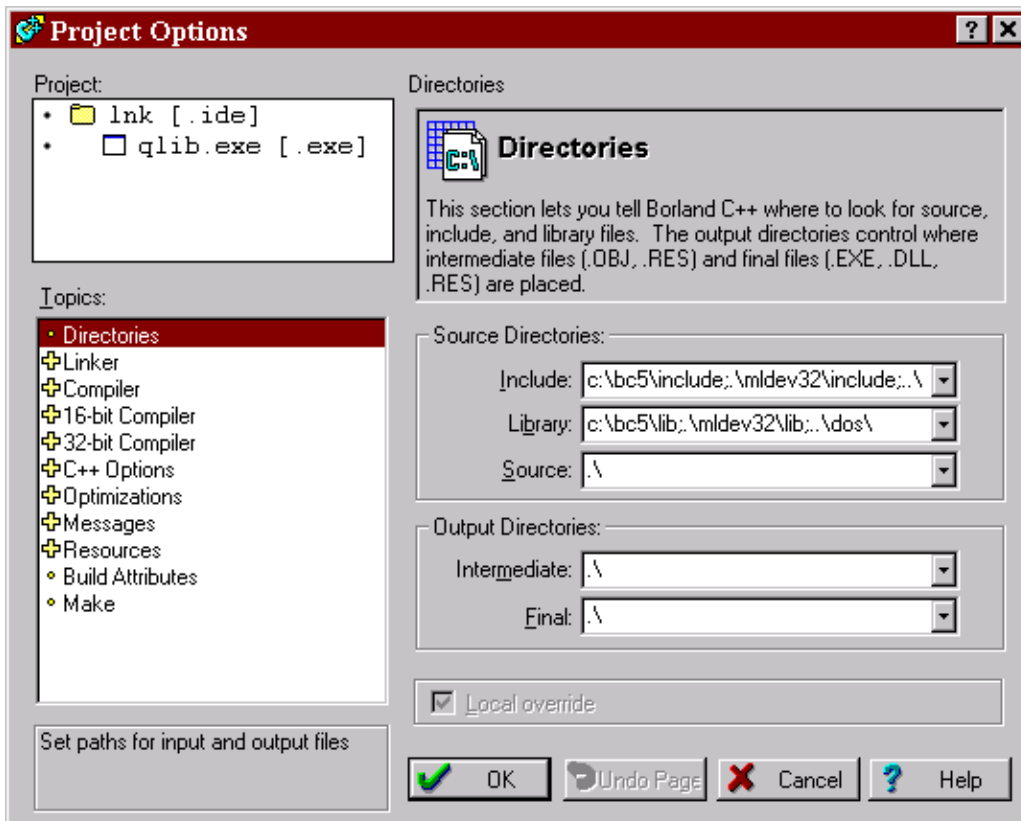 Project Options
Project:
lnk [.ide]
qlib.exe [.exe]
Topics:
Directories
Linker
Compiler
16-bit Compiler
32-bit Compiler
C++ Options
Optimizations
Messages
Resources
Build Attributes
Make
Set paths for input and output files
Directories
C:\
Directories
This section lets you tell Borland C++ where to look for source,
include, and library files.  The output directories control where
intermediate files (.OBJ, .RES) and final files (.EXE, .DLL,
.RES) are placed.
Source Directories:
Include: c:\bc5\include;.\mldev32\include;..\
Library: c:\bc5\lib;.\mldev32\lib;..\dos\
Source: .\
Output Directories:
Intermediate: .\
Final: .\
Local override
OK Undo Page Cancel ? Help